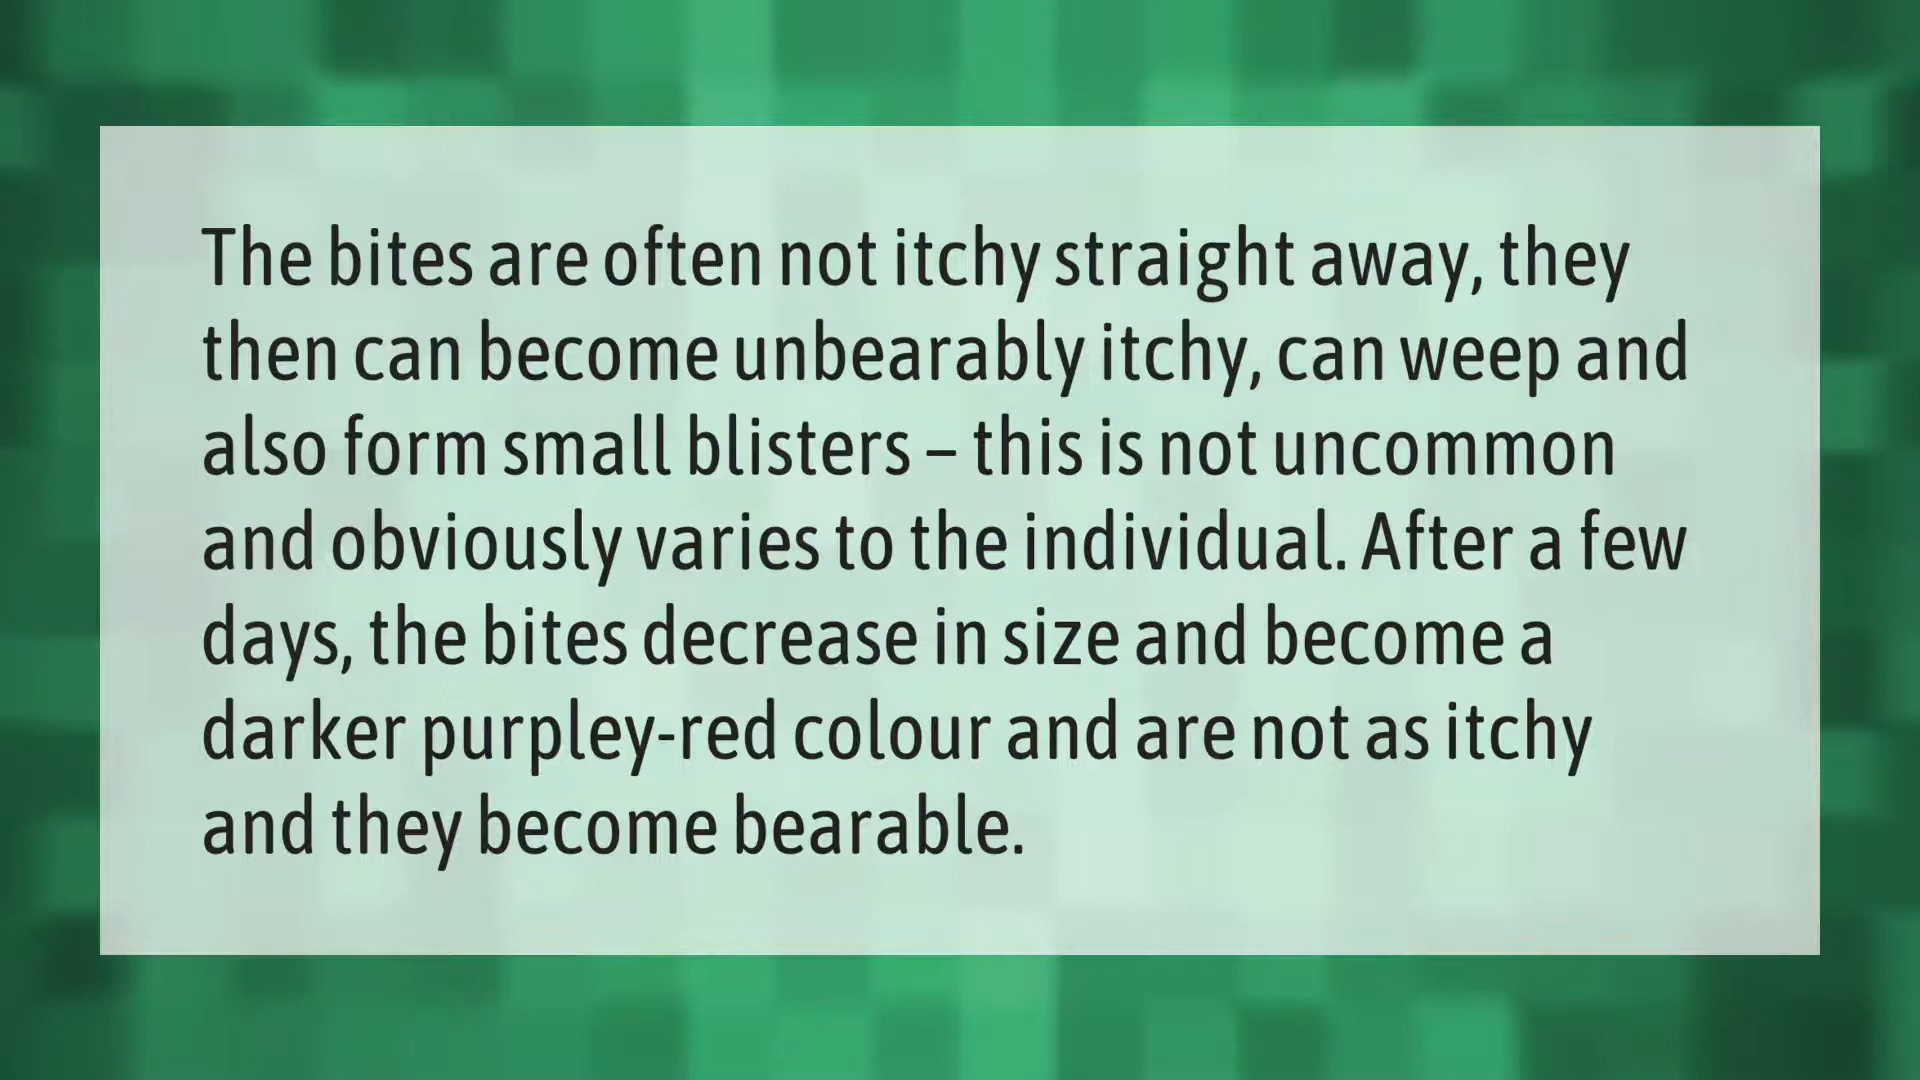 The bites are often not itchy straight away, they
then can become unbearably itchy, can weep and
also form small blisters – this is not uncommon
and obviously varies to the individual. After a few
days, the bites decrease in size and become a
darker purpley-red colour and are not as itchy
and they become bearable.